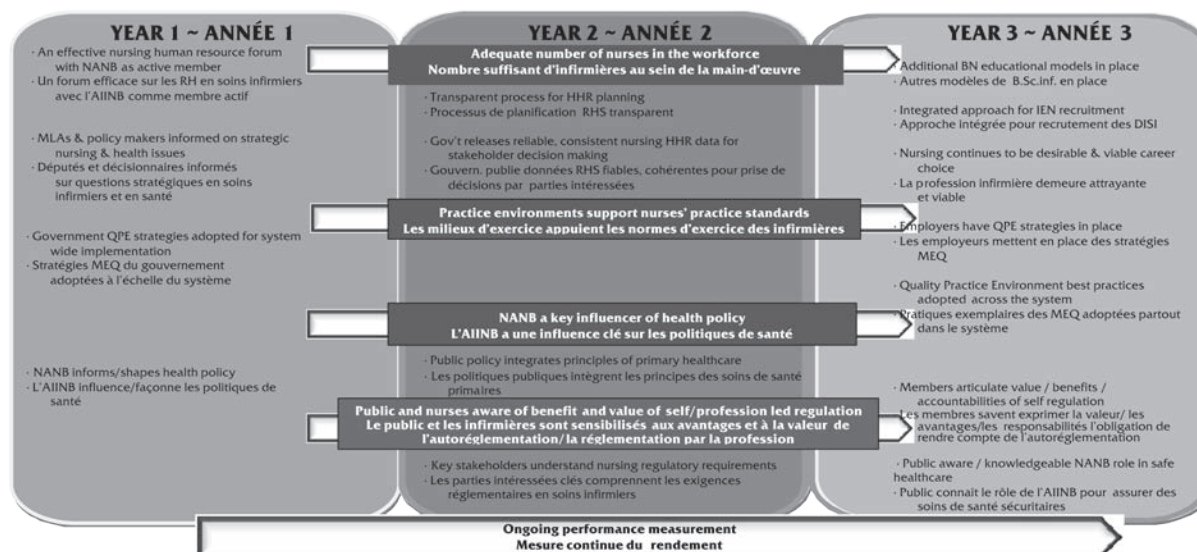 YEAR 1 ~ ANNÉE 1
· An effective nursing human resource forum
with NANB as active member
· Un forum efficace sur les RH en soins infirmiers
avec l'AIINB comme membre actif
· MLAs & policy makers informed on strategic
nursing & health issues
· Députés et décisionnaires informés
sur questions stratégiques en soins
infirmiers et en santé
· Government QPE strategies adopted for system
wide implementation
· Stratégies MEQ du gouvernement
adoptées à l'échelle du système
· NANB informs/shapes health policy
· L'AIINB influence/façonne les politiques de
santé
YEAR 2 ~ ANNÉE 2
Adequate number of nurses in the workforce
Nombre suffisant d'infirmières au sein de la main-d'œuvre
· Transparent process for HHR planning
· Processus de planification RHS transparent
· Gov't releases reliable, consistent nursing HHR data for
stakeholder decision making
· Gouvern. publie données RHS fiables, cohérentes pour prise de
décisions par parties intéressées
Practice environments support nurses' practice standards
Les milieux d'exercice appuient les normes d'exercice des infirmières
NANB a key influencer of health policy
L'AIINB a une influence clé sur les politiques de santé
· Public policy integrates principles of primary healthcare
· Les politiques publiques intègrent les principes des soins de santé
primaires
Public and nurses aware of benefit and value of self/profession led regulation
Le public et les infirmières sont sensibilisés aux avantages et à la valeur de
l'autoréglementation/la réglementation par la profession
· Key stakeholders understand nursing regulatory requirements
· Les parties intéressées clés comprennent les exigences
réglementaires en soins infirmiers
YEAR 3 ~ ANNÉE 3
· Additional BN educational models in place
· Autres modèles de B.Sc.inf. en place
· Integrated approach for IEN recruitment
· Approche intégrée pour recrutement des DISI
· Nursing continues to be desirable & viable career
choice
· La profession infirmière demeure attrayante
et viable
· Employers have QPE strategies in place
· Les employeurs mettent en place des stratégies
MEQ
· Quality Practice Environment best practices
adopted across the system
· Pratiques exemplaires des MEQ adoptées partout
dans le système
· Members articulate value / benefits /
accountabilities of self regulation
· Les membres savent exprimer la valeur/ les
avantages/les responsabilités l'obligation de
rendre compte de l'autoréglementation
· Public aware / knowledgeable NANB role in safe
healthcare
· Public connait le rôle de l'AIINB pour assurer des
soins de santé sécuritaires
Ongoing performance measurement
Mesure continue du rendement